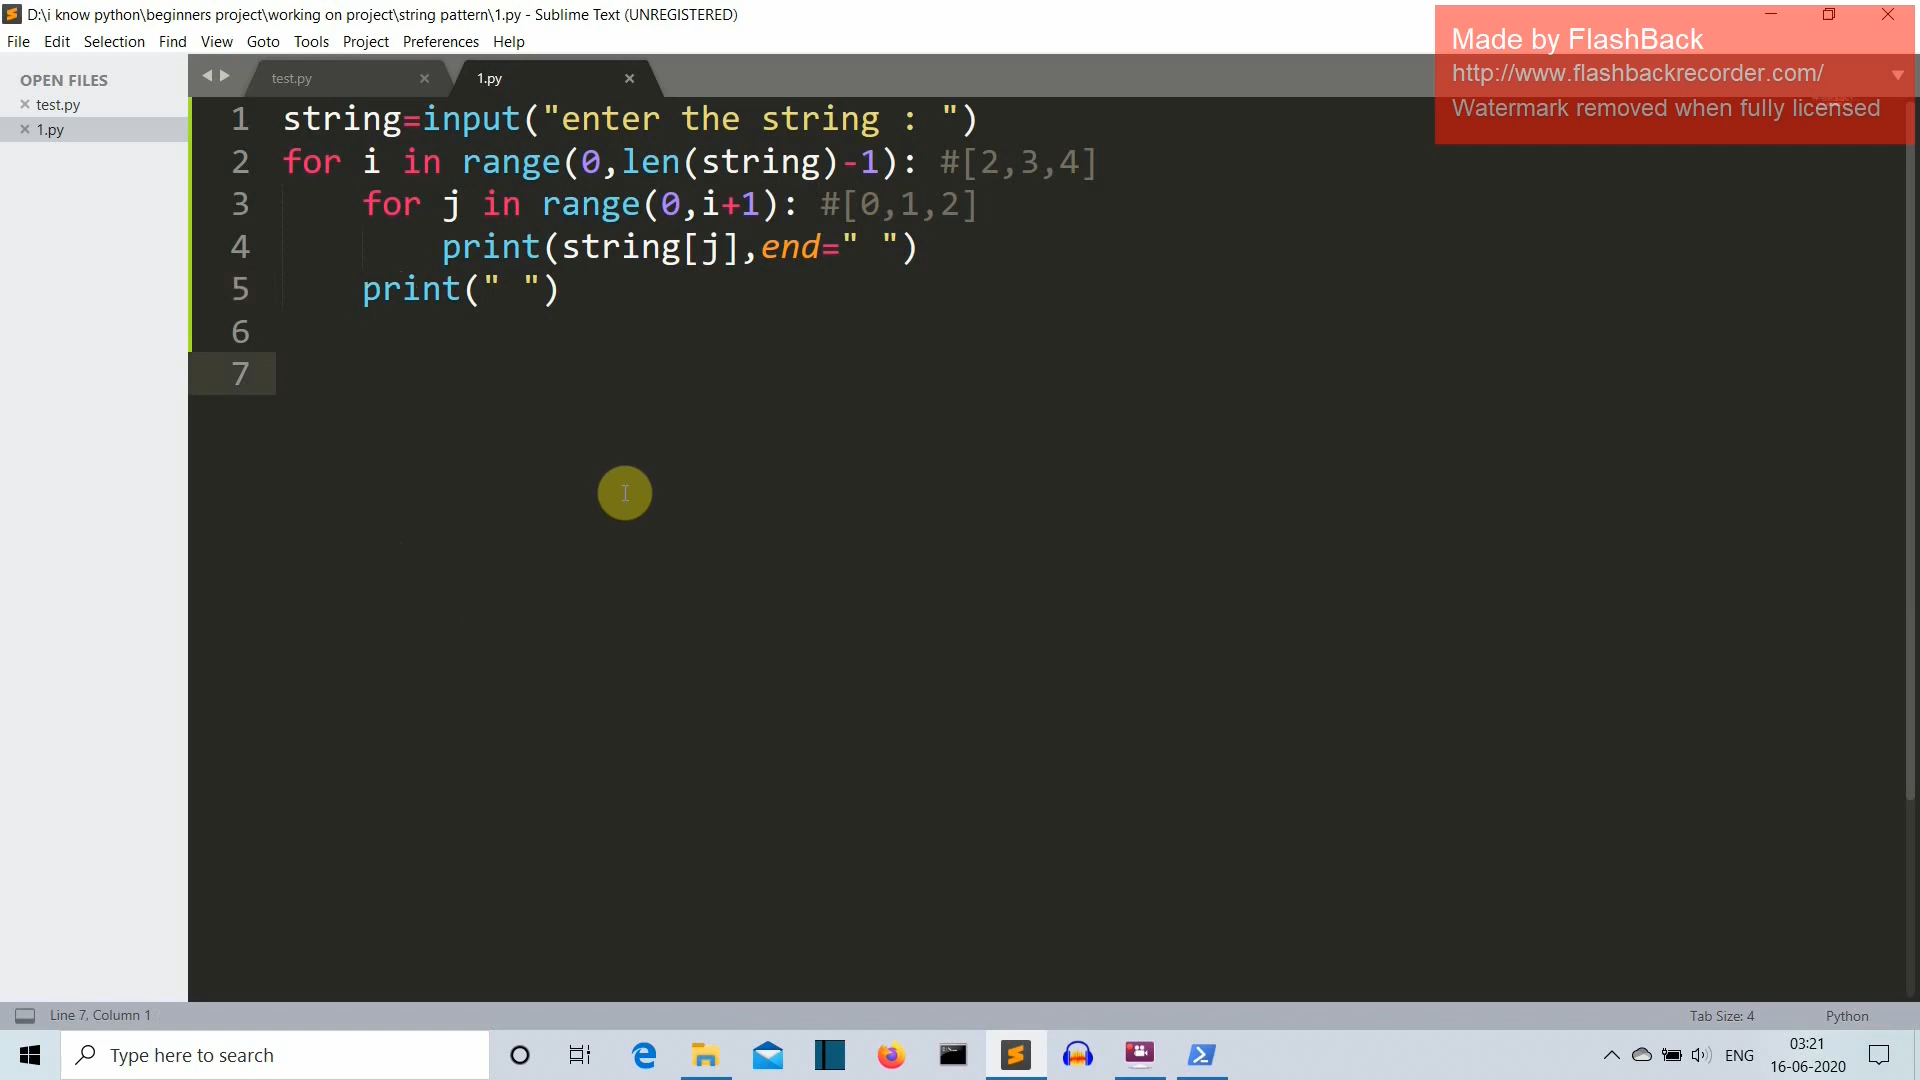 D:\i know python\beginners project\working on project\string pattern\1.py - Sublime Text (UNREGISTERED)
File Edit Selection Find View Goto Tools Project Preferences Help
Made by FlashBack
http://www.flashbackrecorder.com/
Watermark removed when fully licensed
OPEN FILES
test.py
1.py
test.py
1.py
1 string=input("enter the string : ")
2 for i in range(0,len(string)-1): #[2,3,4]
3 for j in range(0,i+1): #[0,1,2]
4 print(string[j],end=" ")
5 print(" ")
6
7
Line 7, Column 1
Tab Size: 4
Python
Type here to search
ENG
03:21
16-06-2020